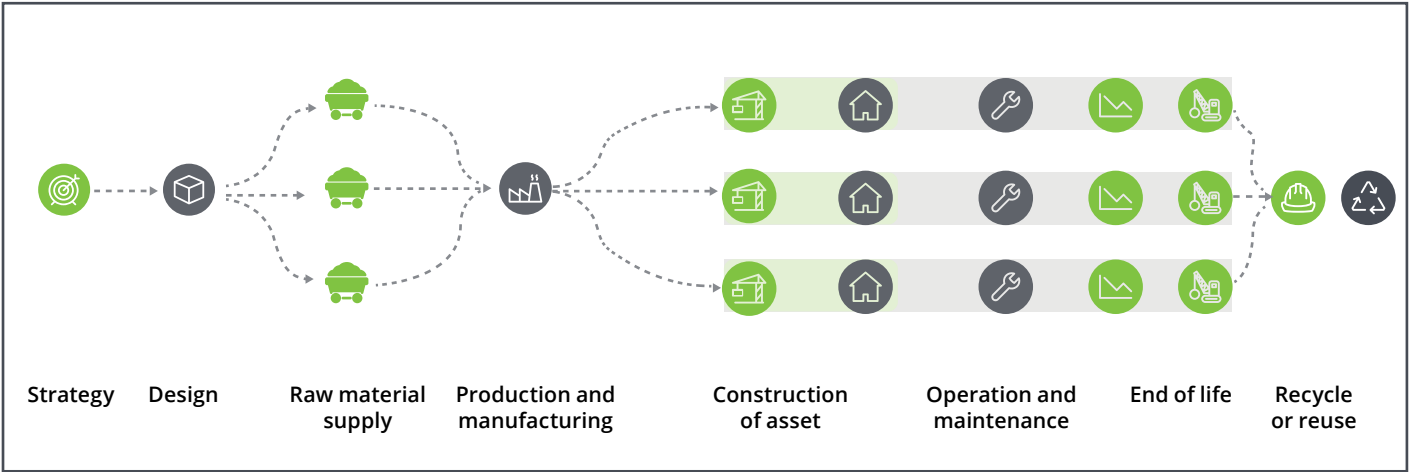 Strategy
Design
Raw material
supply
Production and
manufacturing
Construction
of asset
Operation and
maintenance
End of life
Recycle
or reuse